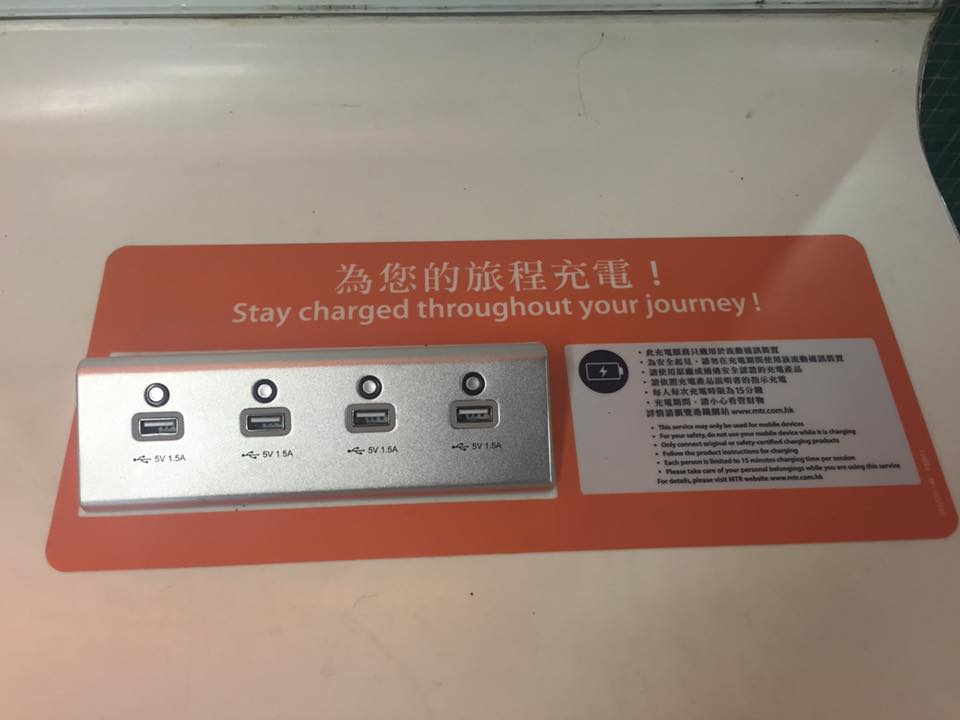 為您的旅程充電！
Stay charged throughout your journey !
5V 1.5A
5V 1.5A
5V 1.5A
5V 1.5A
• 此充電服務只適用於流動通訊裝置
• 為安全起見，請勿在充電期間使用該流動通訊裝置
• 請使用原廠或通過安全認證的充電產品
• 請依照充電產品說明書的指示充電
• 每人每次充電時限為15分鐘
• 充電期間，請小心看管財物
詳情請瀏覽港鐵網站 www.mtr.com.hk
• This service may only be used for mobile devices
• For your safety, do not use your mobile device while it is charging
• Only connect original or safety-certified charging products
• Follow the product instructions for charging
• Each person is limited to 15 minutes charging time per session
• Please take care of your personal belongings while you are using this service
For details, please visit MTR website www.mtr.com.hk